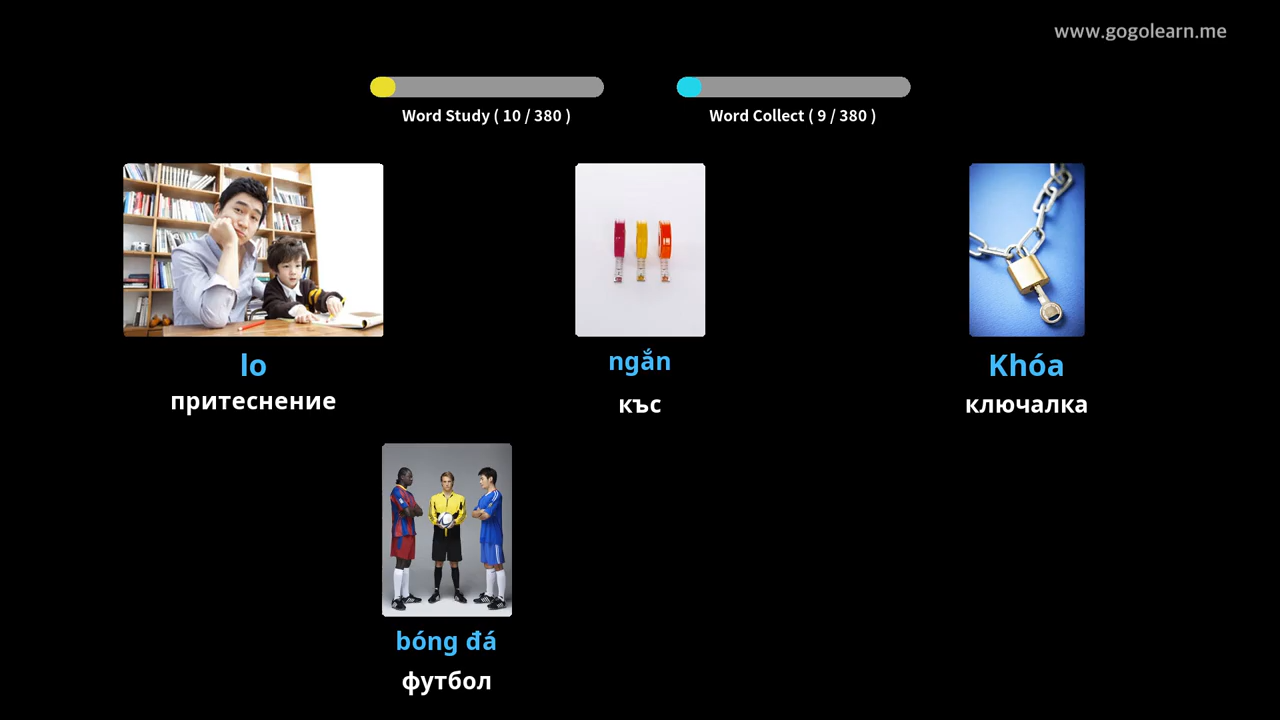 www.gogolearn.me
Word Study ( 10 / 380 )
Word Collect ( 9 / 380 )
lo
притеснение
ngắn
къс
Khóa
ключалка
bóng đá
футбол